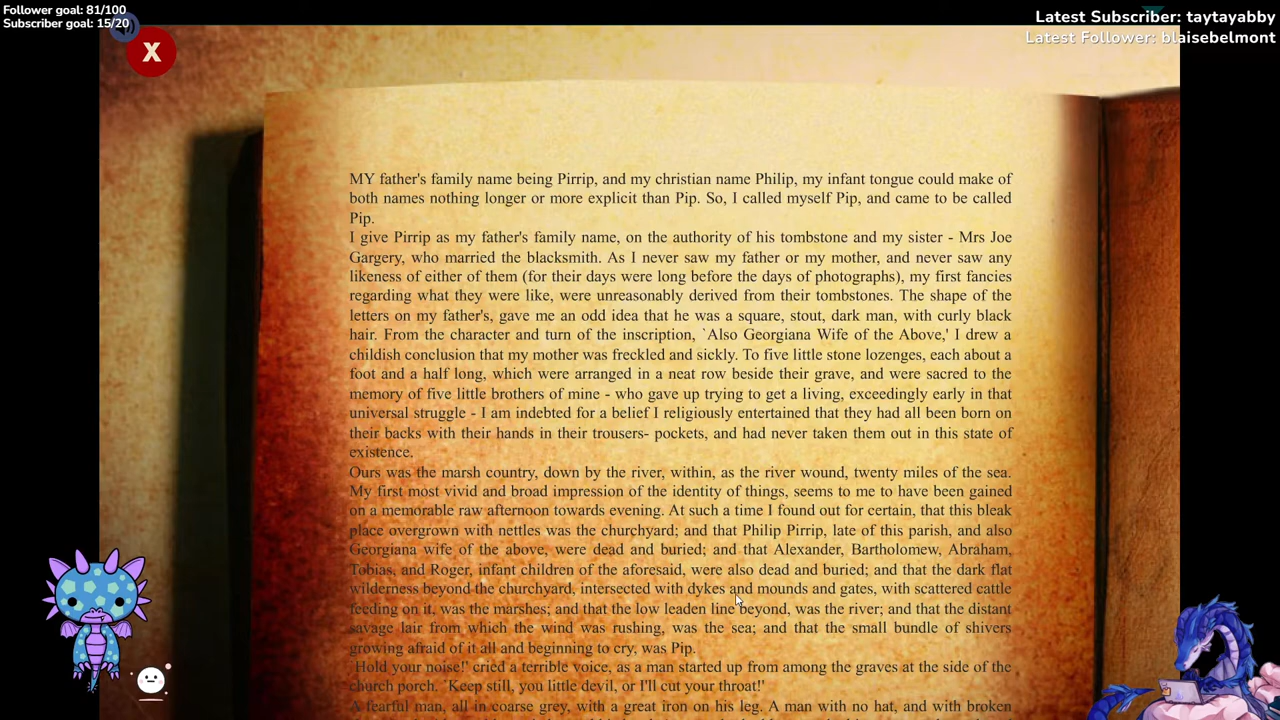 Follower goal: 81/100
Subscriber goal: 15/20
Latest Subscriber: taytayabby
Latest Follower: blaisebelmont
X
MY father's family name being Pirrip, and my christian name Philip, my infant tongue could make of
both names nothing longer or more explicit than Pip. So, I called myself Pip, and came to be called
Pip.
I give Pirrip as my father's family name, on the authority of his tombstone and my sister - Mrs Joe
Gargery, who married the blacksmith. As I never saw my father or my mother, and never saw any
likeness of either of them (for their days were long before the days of photographs), my first fancies
regarding what they were like, were unreasonably derived from their tombstones. The shape of the
letters on my father's, gave me an odd idea that he was a square, stout, dark man, with curly black
hair. From the character and turn of the inscription, `Also Georgiana Wife of the Above,' I drew a
childish conclusion that my mother was freckled and sickly. To five little stone lozenges, each about a
foot and a half long, which were arranged in a neat row beside their grave, and were sacred to the
memory of five little brothers of mine - who gave up trying to get a living, exceedingly early in that
universal struggle - I am indebted for a belief I religiously entertained that they had all been born on
their backs with their hands in their trousers- pockets, and had never taken them out in this state of
existence.
Ours was the marsh country, down by the river, within, as the river wound, twenty miles of the sea.
My first most vivid and broad impression of the identity of things, seems to me to have been gained
on a memorable raw afternoon towards evening. At such a time I found out for certain, that this bleak
place overgrown with nettles was the churchyard; and that Philip Pirrip, late of this parish, and also
Georgiana wife of the above, were dead and buried; and that Alexander, Bartholomew, Abraham,
Tobias, and Roger, infant children of the aforesaid, were also dead and buried; and that the dark flat
wilderness beyond the churchyard, intersected with dykes and mounds and gates, with scattered cattle
feeding on it, was the marshes; and that the low leaden line beyond, was the river; and that the distant
savage lair from which the wind was rushing, was the sea; and that the small bundle of shivers
growing afraid of it all and beginning to cry, was Pip.
`Hold your noise!' cried a terrible voice, as a man started up from among the graves at the side of the
church porch. `Keep still, you little devil, or I'll cut your throat!'
A fearful man, all in coarse grey, with a great iron on his leg. A man with no hat, and with broken